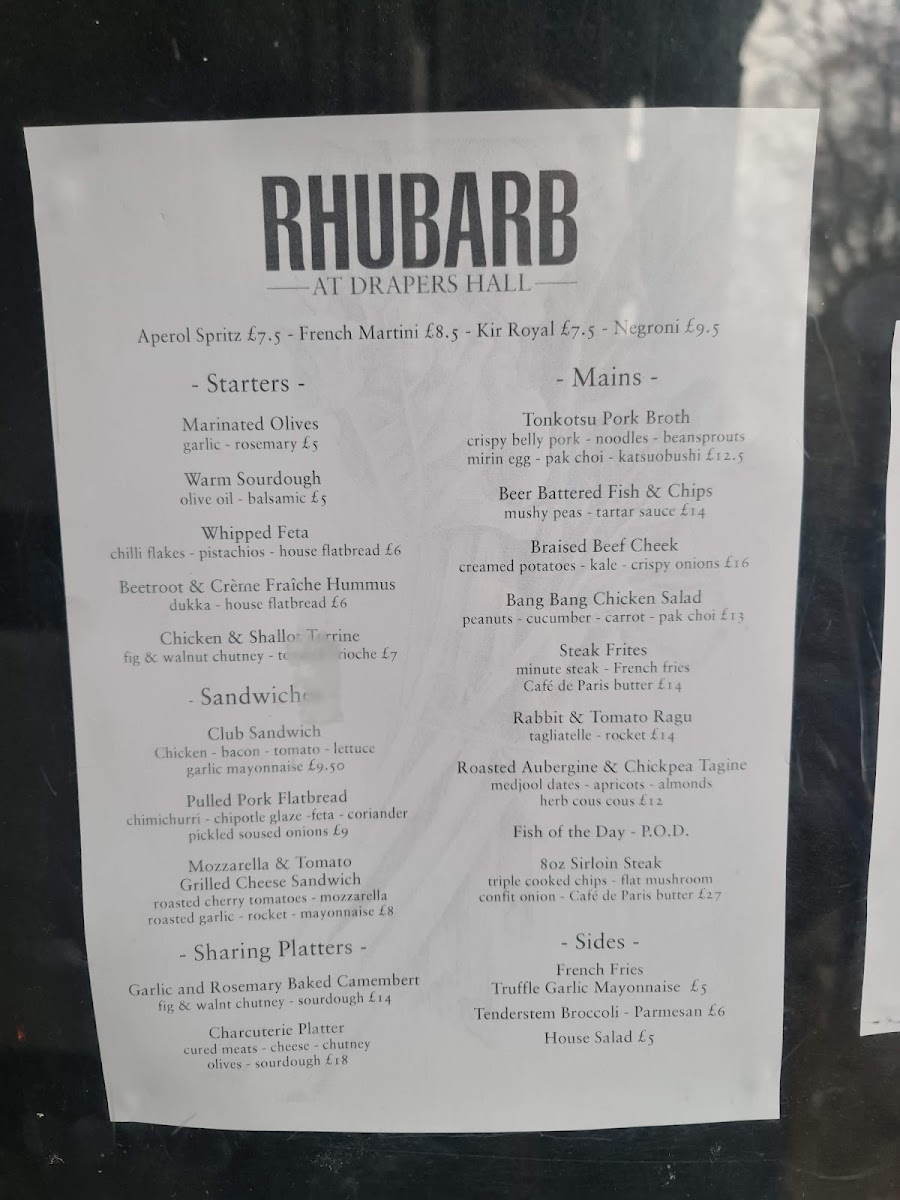 RHUBARB
AT DRAPERS HALL
Aperol Spritz £7.5 - French Martini £8.5 - Kir Royal £7.5 - Negroni £9.5
- Starters -
Marinated Olives
garlic - rosemary £5
Warm Sourdough
olive oil - balsamic £5
Whipped Feta
chilli flakes - pistachios - house flatbread £6
Beetroot & Crème Fraîche Hummus
dukka - house flatbread £6
Chicken & Shallot Terrine
fig & walnut chutney - £7
- Sandwiche
Club Sandwich
Chicken - bacon - tomato - lettuce
garlic mayonnaise £9.50
Pulled Pork Flatbread
chimichurri - chipotle glaze -feta - coriander
pickled soused onions £9
Mozzarella & Tomato
Grilled Cheese Sandwich
roasted cherry tomatoes - mozzarella
roasted garlic - rocket - mayonnaise £8
- Sharing Platters -
Garlic and Rosemary Baked Camembert
fig & walnt chutney - sourdough £14
Charcuterie Platter
cured meats - cheese - chutney
olives - sourdough £18
- Mains -
Tonkotsu Pork Broth
crispy belly pork - noodles - beansprouts
mirin egg - pak choi - katsuobushi £12.5
Beer Battered Fish & Chips
mushy peas - tartar sauce £14
Braised Beef Cheek
creamed potatoes - kale - crispy onions £16
Bang Bang Chicken Salad
peanuts - cucumber - carrot - pak choi £13
Steak Frites
minute steak - French fries
Café de Paris butter £14
Rabbit & Tomato Ragu
tagliatelle - rocket £14
Roasted Aubergine & Chickpea Tagine
medjool dates - apricots - almonds
herb cous cous £12
Fish of the Day - P.O.D.
8oz Sirloin Steak
triple cooked chips - flat mushroom
confit onion - Café de Paris butter £27
- Sides -
French Fries
Truffle Garlic Mayonnaise £5
Tenderstem Broccoli - Parmesan £6
House Salad £5